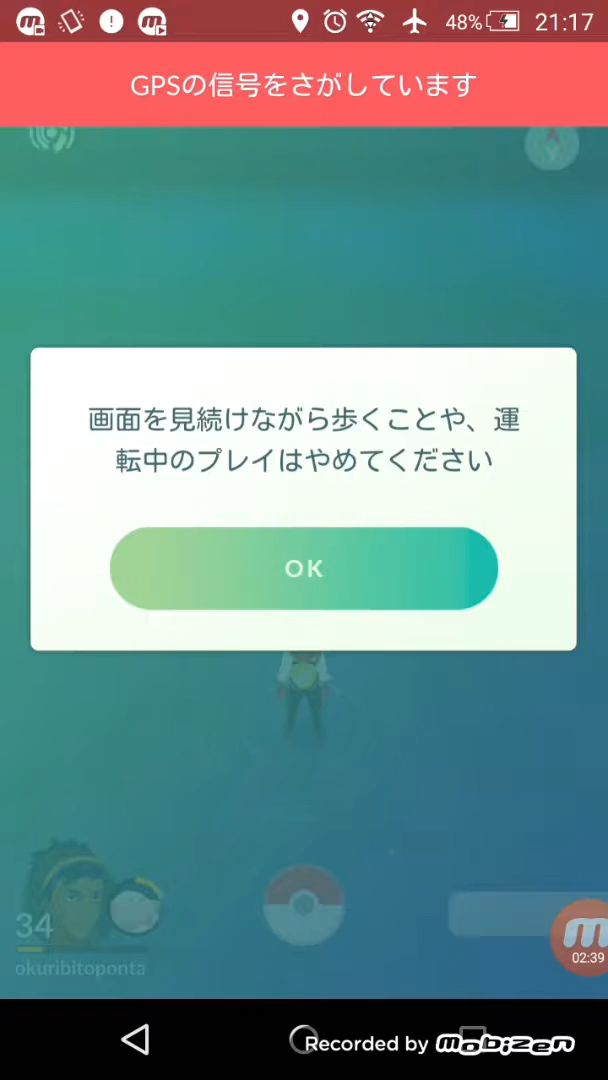 48% 21:17
GPSの信号をさがしています
画面を見続けながら歩くことや、運
転中のプレイはやめてください
OK
34
okuribitoponta
02:39
Recorded by mobizen